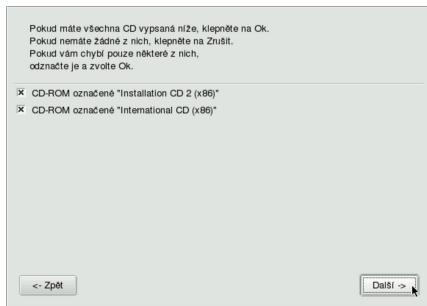 Pokud máte všechna CD vypsaná níže, klepněte na Ok.
Pokud nemáte žádné z nich, klepněte na Zrušit.
Pokud vám chybí pouze některé z nich,
odznačte je a zvolte Ok.
CD-ROM označené "Installation CD 2 (x86)"
CD-ROM označené "International CD (x86)"
<- Zpět
Další ->